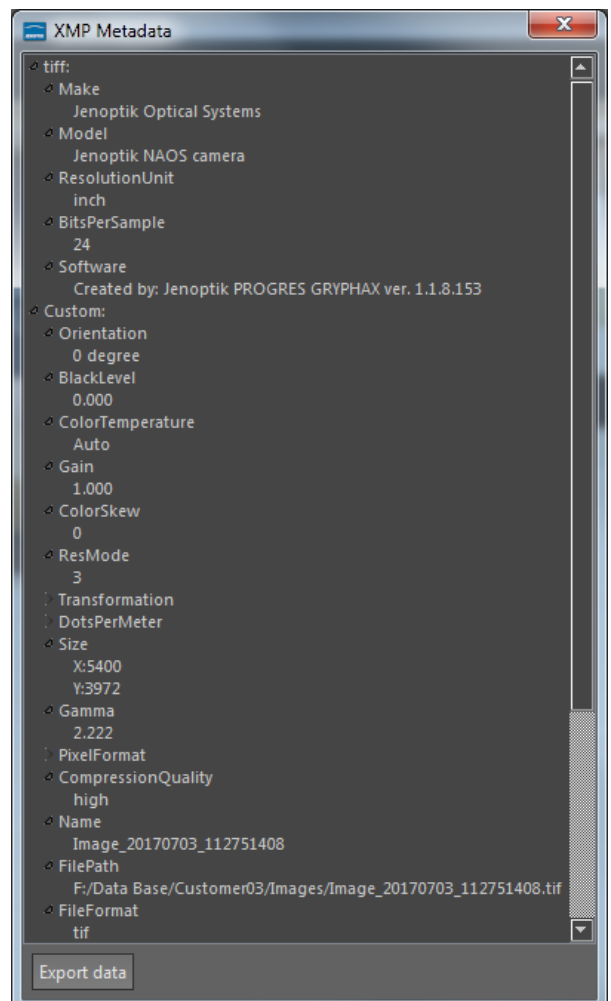 XMP Metadata
tiff:
Make
Jenoptik Optical Systems
Model
Jenoptik NAOS camera
ResolutionUnit
inch
BitsPerSample
24
Software
Created by: Jenoptik PROGRES GRYPHAX ver. 1.1.8.153
Custom:
Orientation
0 degree
BlackLevel
0.000
ColorTemperature
Auto
Gain
1.000
ColorSkew
0
ResMode
3
Transformation
DotsPerMeter
Size
X:5400
Y:3972
Gamma
2.222
PixelFormat
CompressionQuality
high
Name
Image_20170703_112751408
FilePath
F:/Data Base/Customer03/Images/Image_20170703_112751408.tif
FileFormat
tif
Export data